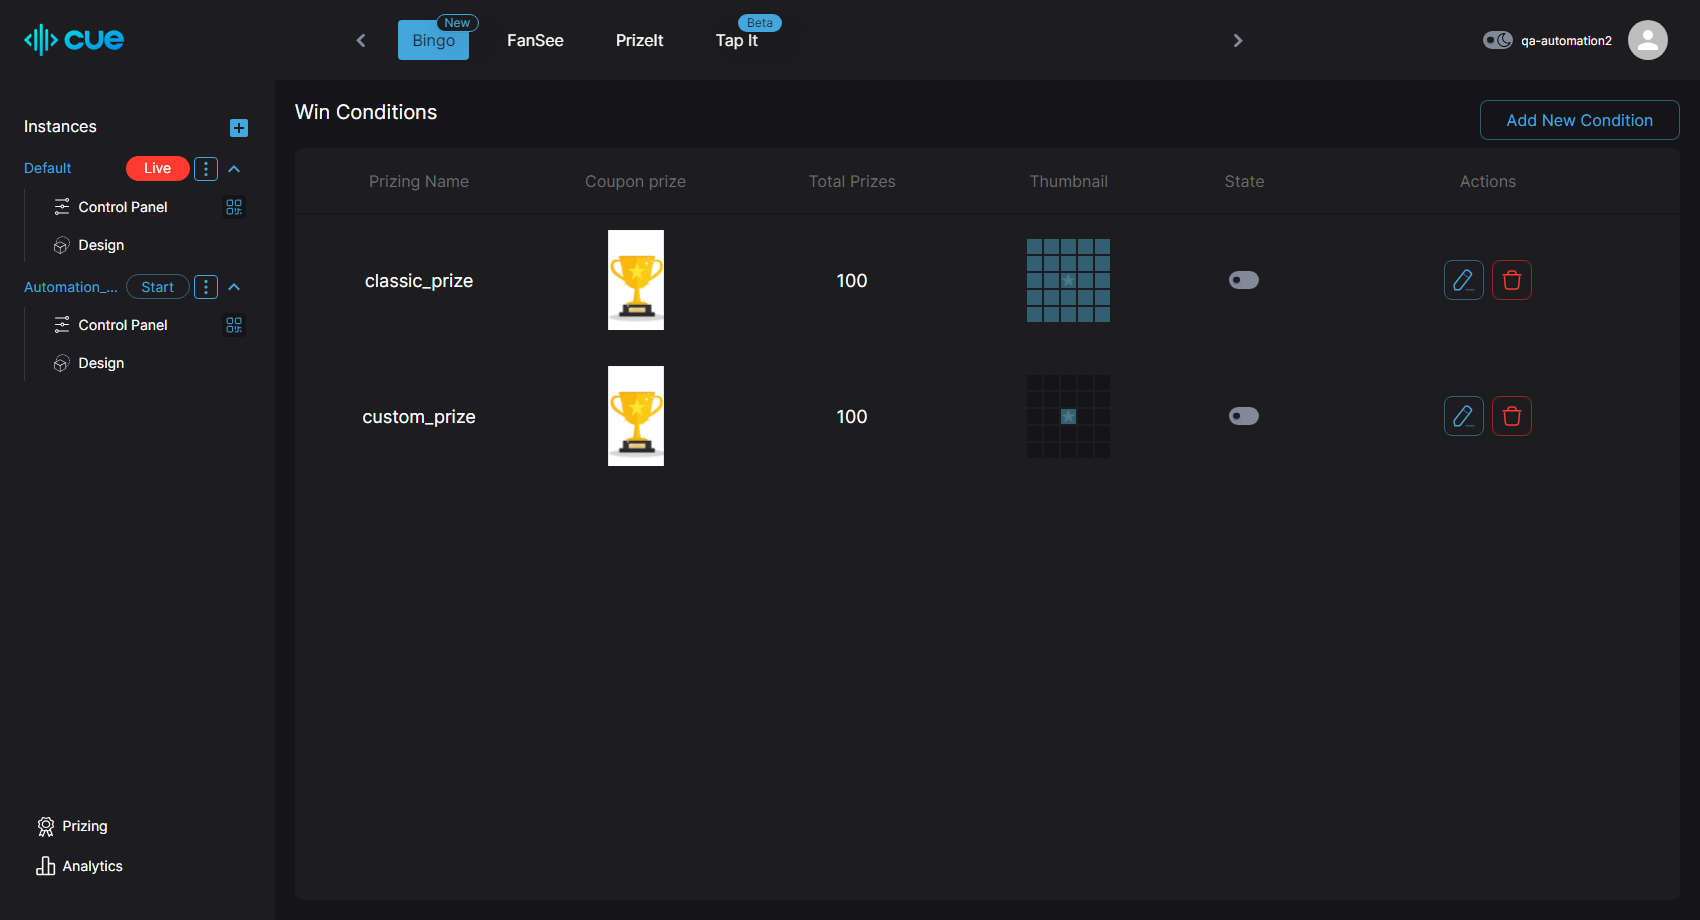 cue
New
Bingo
FanSee
PrizeIt
Beta
Tap It
qa-automation2
Instances
Default
Live
Control Panel
Design
Automation_...
Start
Control Panel
Design
Prizing
Analytics
Win Conditions
Add New Condition
Prizing Name Coupon prize Total Prizes Thumbnail State Actions
classic_prize 100
custom_prize 100